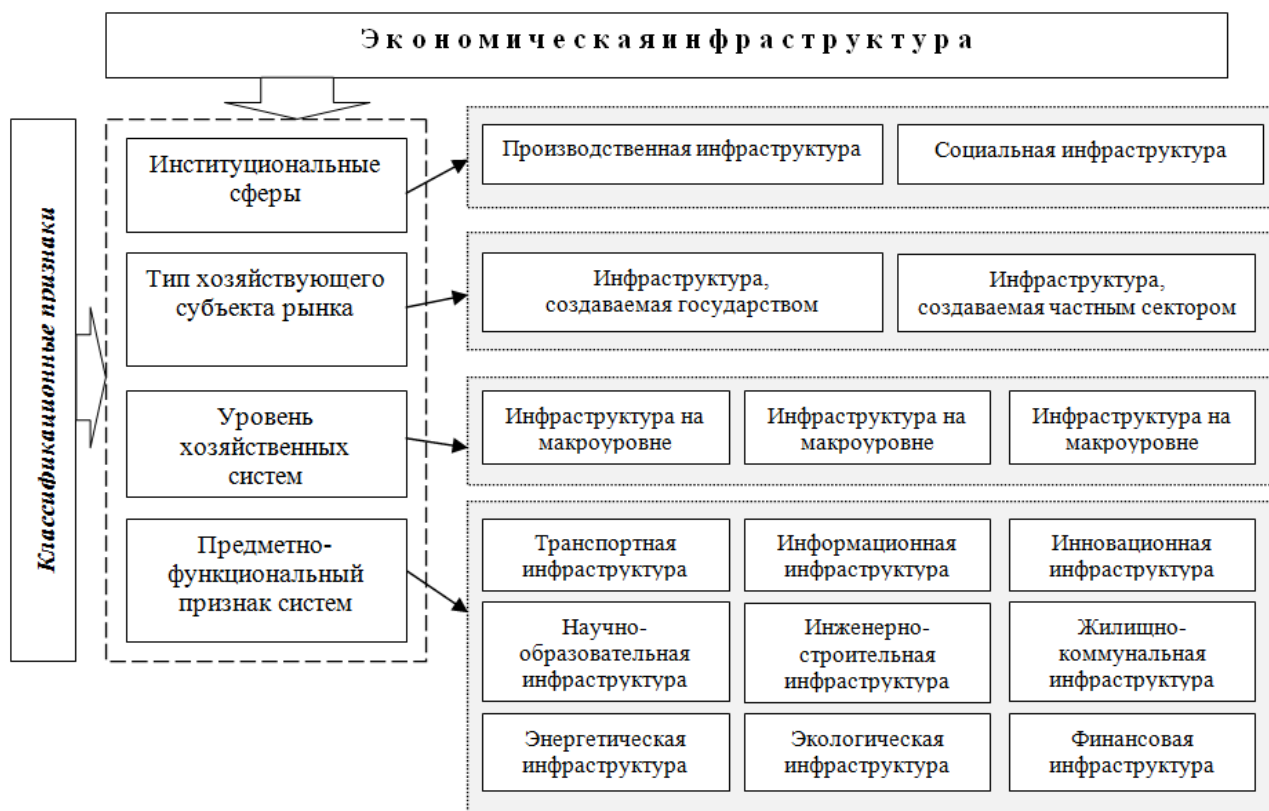 Экономическаяинфраструктура
Классификационные признаки
Институциональные
сферы
Производственная инфраструктура
Социальная инфраструктура
Тип хозяйствующего
субъекта рынка
Инфраструктура,
создаваемая государством
Инфраструктура,
создаваемая частным сектором
Уровень
хозяйственных
систем
Инфраструктура на
макроуровне
Инфраструктура на
макроуровне
Инфраструктура на
макроуровне
Предметно-
функциональный
признак систем
Транспортная
инфраструктура
Информационная
инфраструктура
Инновационная
инфраструктура
Научно-
образовательная
инфраструктура
Инженерно-
строительная
инфраструктура
Жилищно-
коммунальная
инфраструктура
Энергетическая
инфраструктура
Экологическая
инфраструктура
Финансовая
инфраструктура